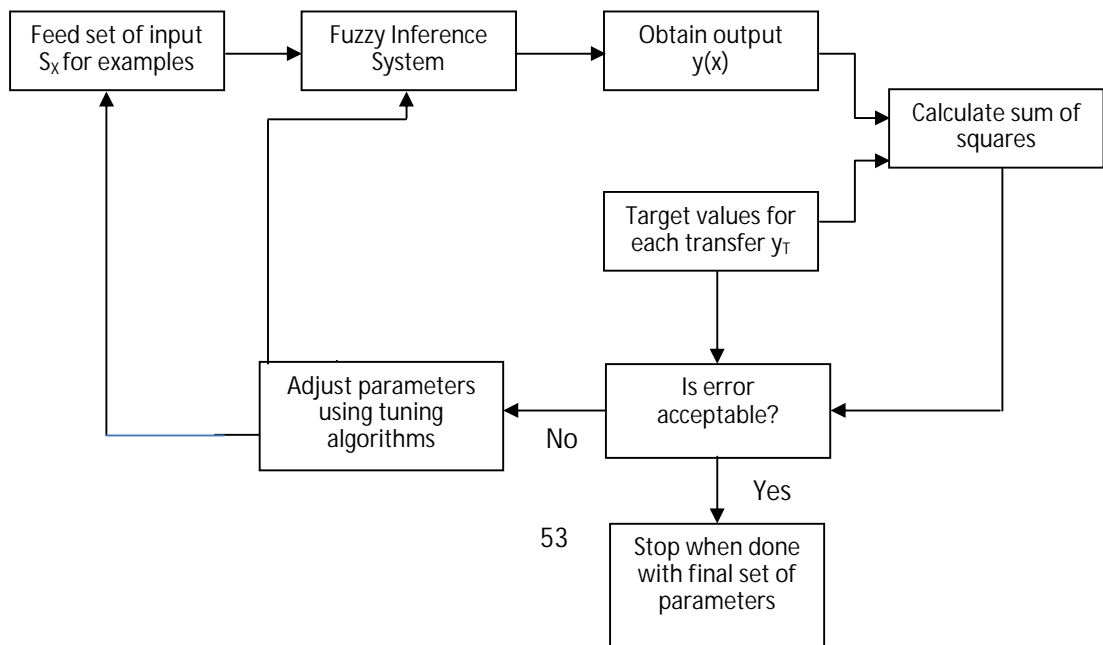 Feed set of input
Sₓ for examples
Fuzzy Inference
System
Obtain output
y(x)
Calculate sum of
squares
Target values for
each transfer y_T
Adjust parameters
using tuning
algorithms
Is error
acceptable?
No
Yes
53
Stop when done
with final set of
parameters